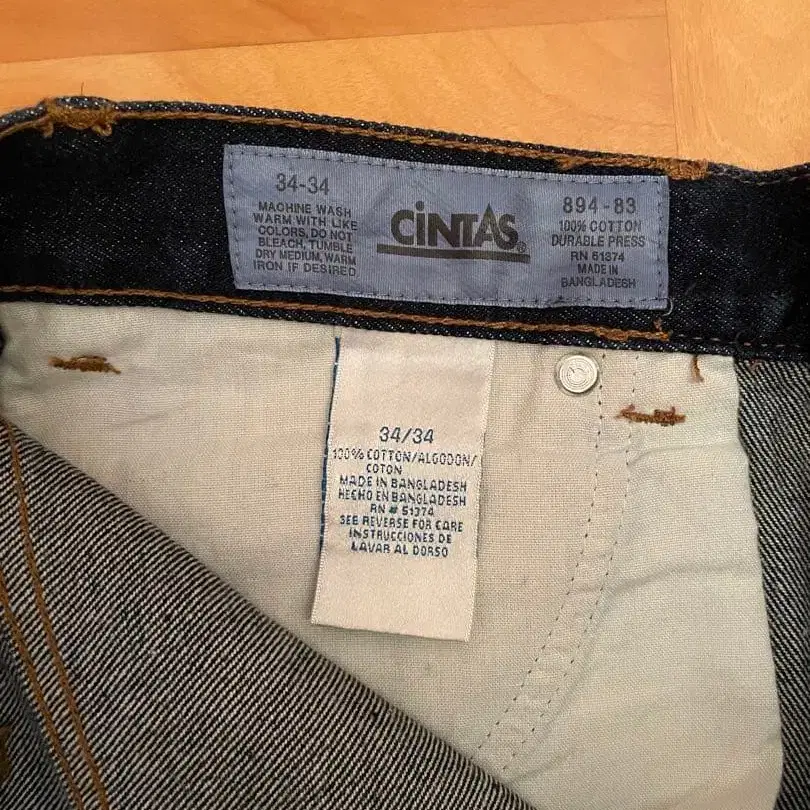 34-34
MACHINE WASH
WARM WITH LIKE
COLORS, DO NOT
BLEACH, TUMBLE
DRY MEDIUM, WARM
IRON IF DESIRED
CiNTAS®
894-83
100% COTTON
DURABLE PRESS
RN 51374
MADE IN
BANGLADESH
34/34
100% COTTON/ALGODON/
COTON
MADE IN BANGLADESH
HECHO EN BANGLADESH
RN # 51374
SEE REVERSE FOR CARE
INSTRUCCIONES DE
LAVAR AL DORSO